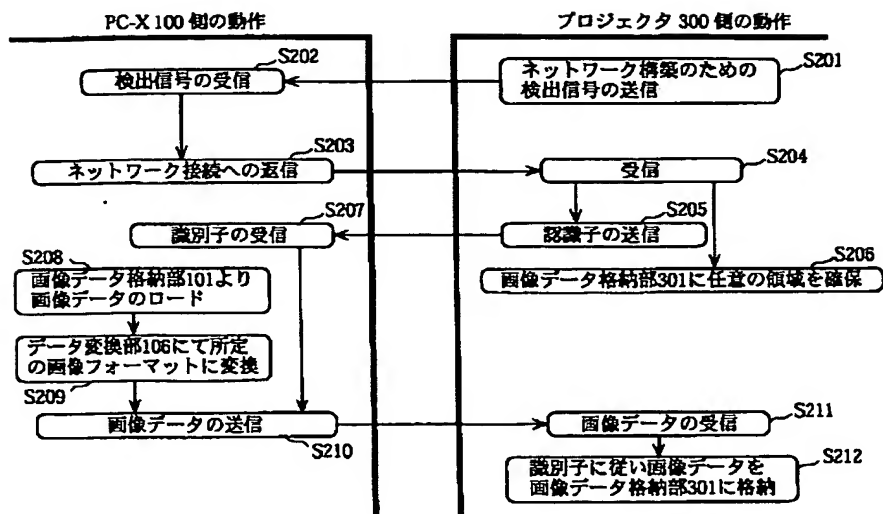 PC-X 100 側の動作
プロジェクタ 300 側の動作
S201
ネットワーク構築のための
検出信号の送信
S202
検出信号の受信
S203
ネットワーク接続への返信
S204
受信
S205
認識子の送信
S206
画像データ格納部301に任意の領域を確保
S207
識別子の受信
S208
画像データ格納部101より
画像データのロード
データ変換部106にて所定
の画像フォーマットに変換
S209
画像データの送信
S210
S211
画像データの受信
S212
識別子に従い画像データを
画像データ格納部301に格納